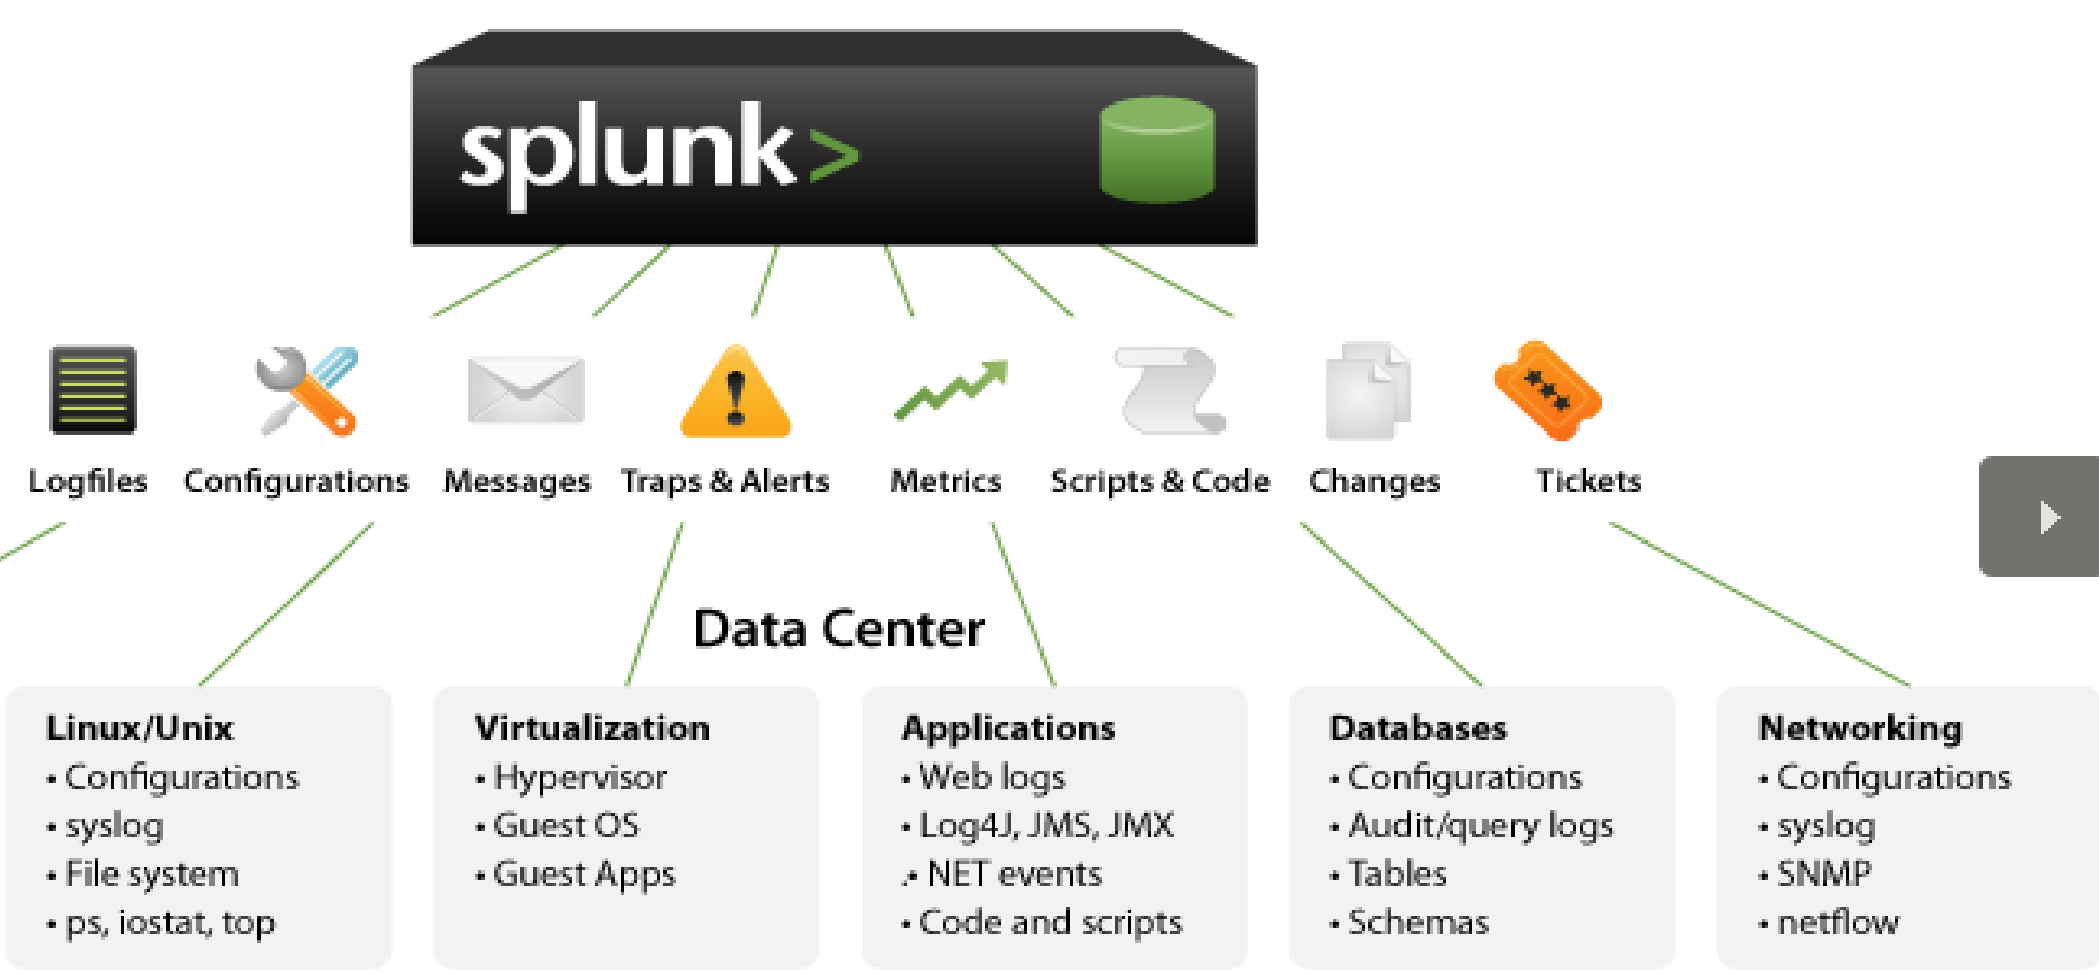 splunk>
Logfiles Configurations Messages Traps & Alerts Metrics Scripts & Code Changes Tickets
Data Center
Linux/Unix
• Configurations
• syslog
• File system
• ps, iostat, top
Virtualization
• Hypervisor
• Guest OS
• Guest Apps
Applications
• Web logs
• Log4J, JMS, JMX
.• NET events
• Code and scripts
Databases
• Configurations
• Audit/query logs
• Tables
• Schemas
Networking
• Configurations
• syslog
• SNMP
• netflow